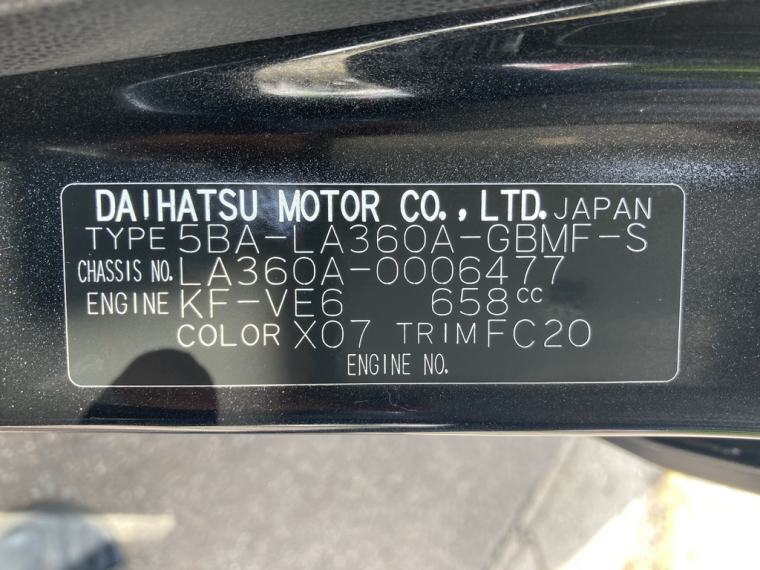 DAIHATSU MOTOR CO., LTD. JAPAN
TYPE 5BA-LA360A-GBMF-S
CHASSIS NO. LA360A-0006477
ENGINE KF-VE6 658cc
COLOR X07 TRIM FC20
ENGINE NO.